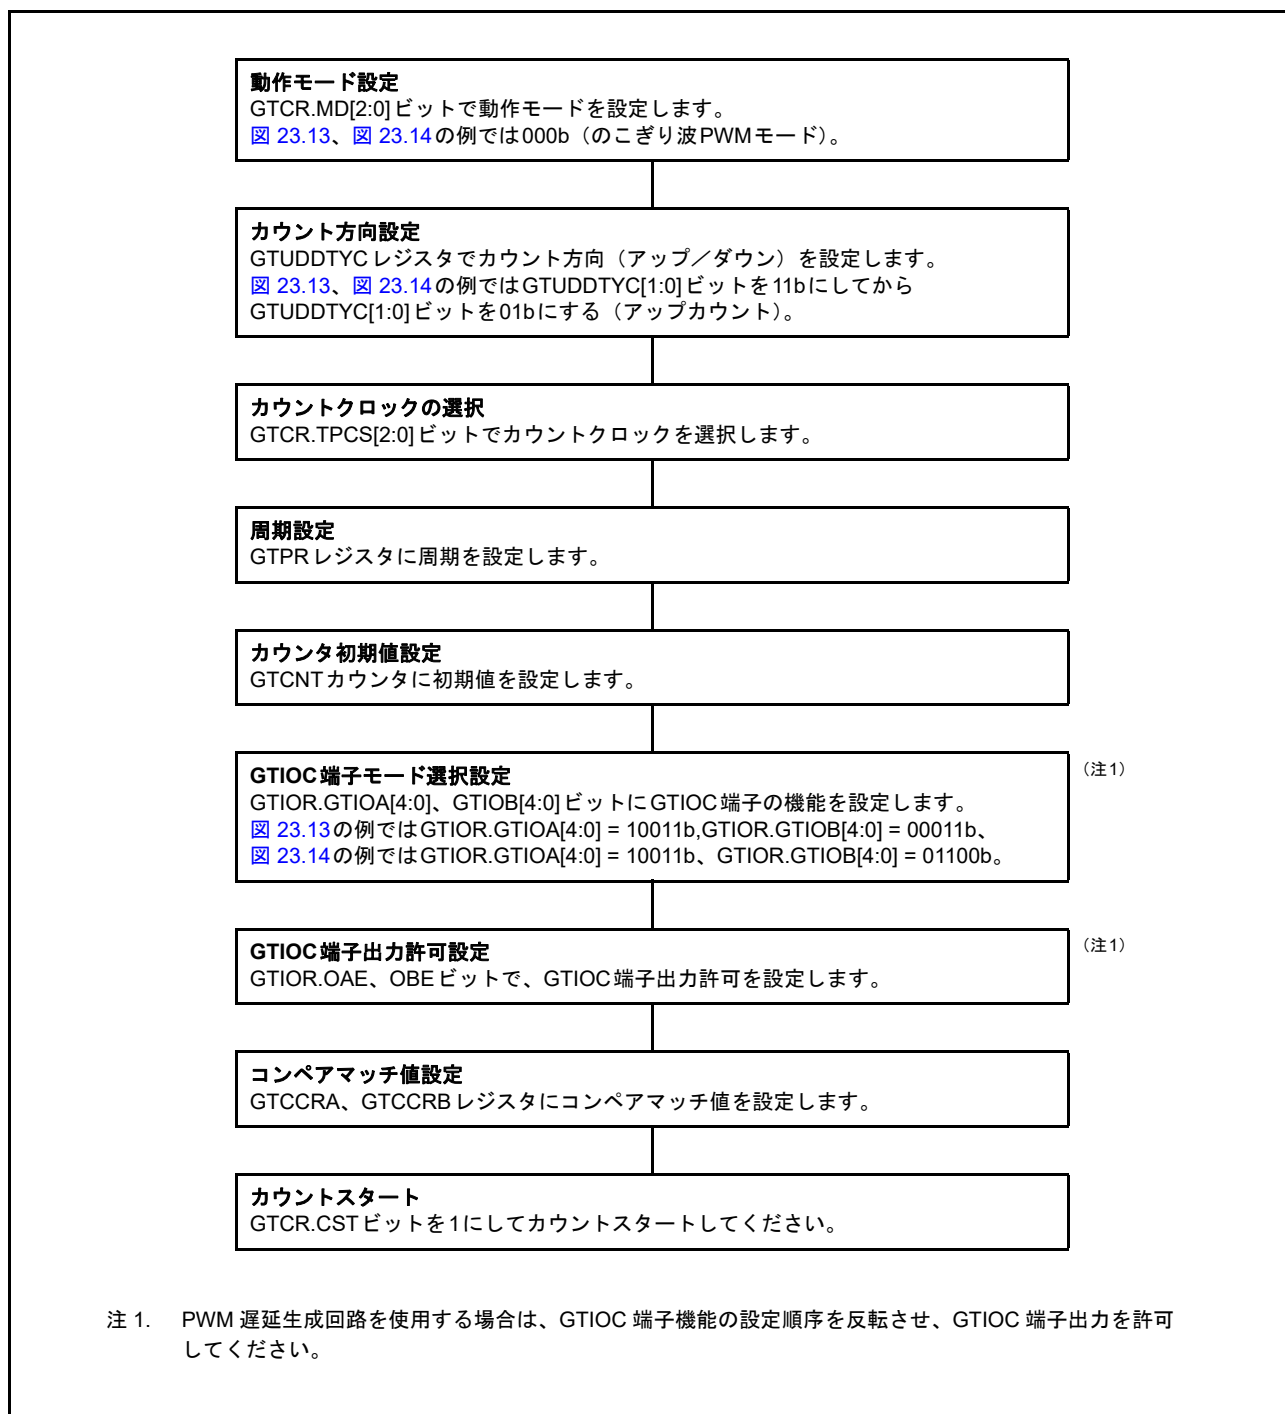 動作モード設定
GTCR.MD[2:0]ビットで動作モードを設定します。
図 23.13、図 23.14の例では000b（のこぎり波PWMモード）。
カウント方向設定
GTUDDTYCレジスタでカウント方向（アップ／ダウン）を設定します。
図 23.13、図 23.14の例ではGTUDDTYC[1:0]ビットを11bにしてから
GTUDDTYC[1:0]ビットを01bにする（アップカウント）。
カウントクロックの選択
GTCR.TPCS[2:0]ビットでカウントクロックを選択します。
周期設定
GTPRレジスタに周期を設定します。
カウンタ初期値設定
GTCNTカウンタに初期値を設定します。
GTIOC端子モード選択設定
（注1）
GTIOR.GTIOA[4:0]、GTIOB[4:0]ビットにGTIOC端子の機能を設定します。
図 23.13の例ではGTIOR.GTIOA[4:0] = 10011b,GTIOR.GTIOB[4:0] = 00011b、
図 23.14の例ではGTIOR.GTIOA[4:0] = 10011b、GTIOR.GTIOB[4:0] = 01100b。
GTIOC端子出力許可設定
（注1）
GTIOR.OAE、OBEビットで、GTIOC端子出力許可を設定します。
コンペアマッチ値設定
GTCCRA、GTCCRBレジスタにコンペアマッチ値を設定します。
カウントスタート
GTCR.CSTビットを1にしてカウントスタートしてください。
注 1. PWM 遅延生成回路を使用する場合は、GTIOC 端子機能の設定順序を反転させ、GTIOC 端子出力を許可
してください。